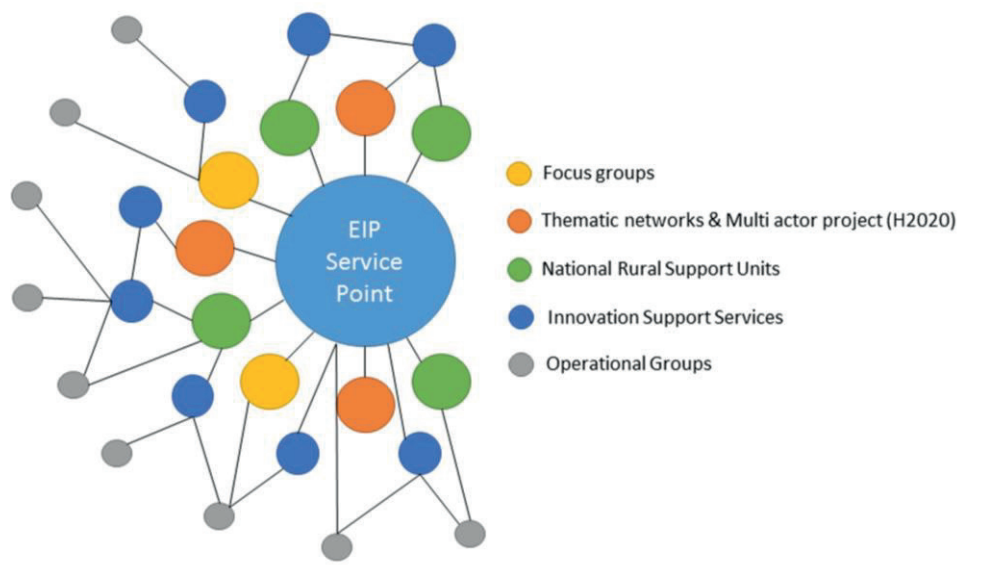 EIP
Service
Point
Focus groups
Thematic networks & Multi actor project (H2020)
National Rural Support Units
Innovation Support Services
Operational Groups